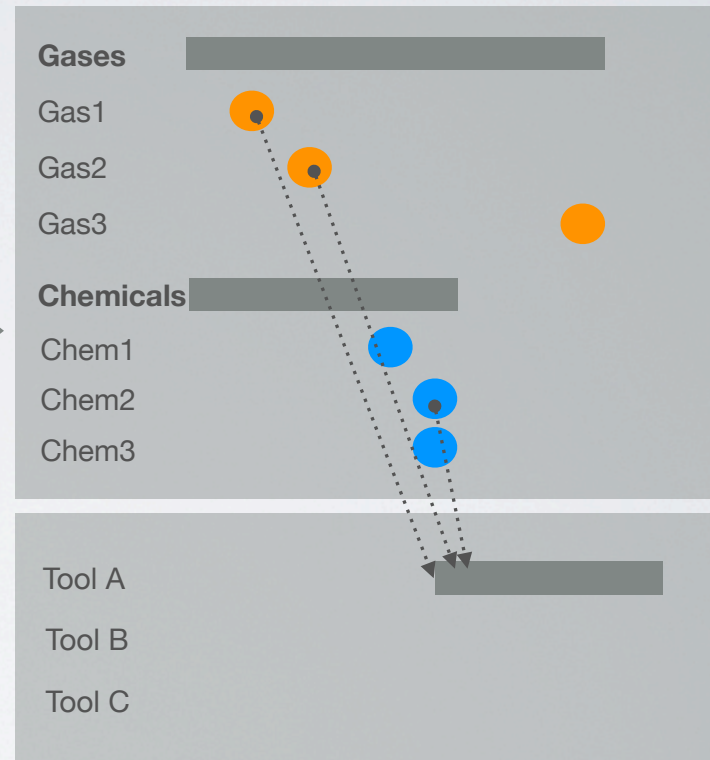 Gases
Gas1
Gas2
Gas3
Chemicals
Chem1
Chem2
Chem3
Tool A
Tool B
Tool C